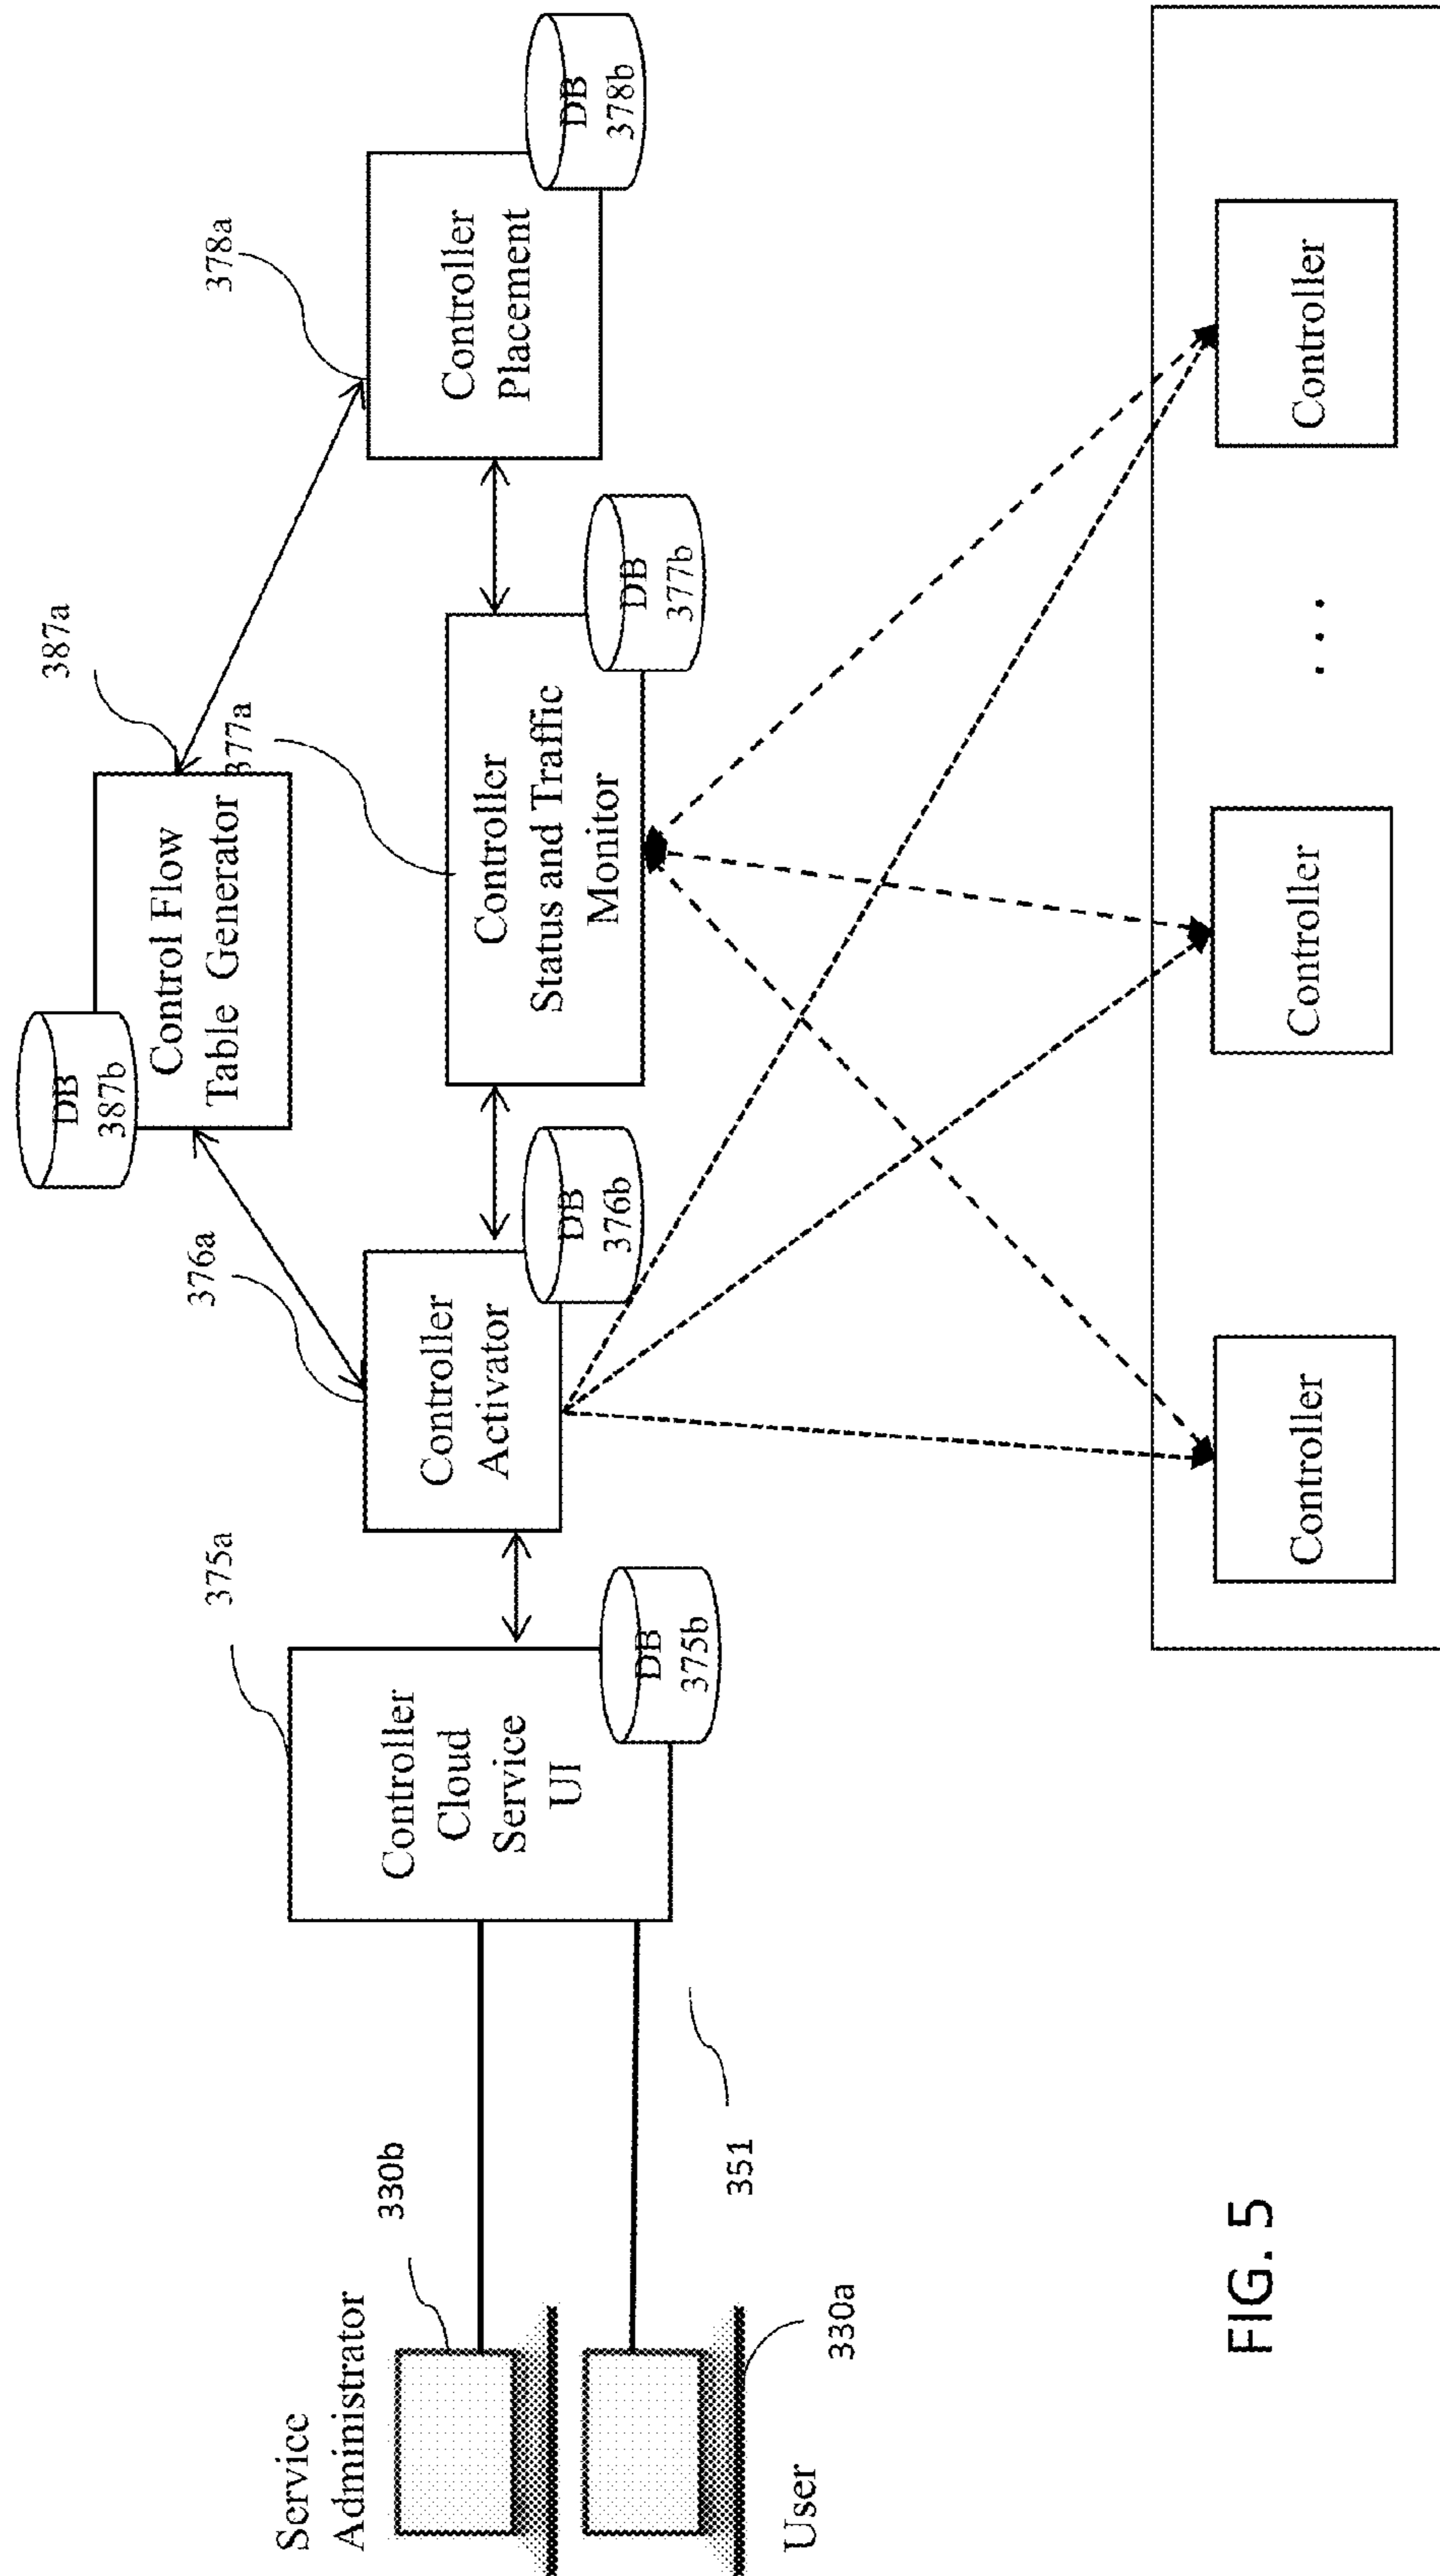 Service
Administrator
330b
User
330a
351
375a
Controller
Cloud
Service
UI
DB
375b
376a
Controller
Activator
DB
376b
DB
387b
Control Flow
Table Generator
387a
377a
Controller
Status and Traffic
Monitor
DB
377b
378a
Controller
Placement
DB
378b
Controller
Controller
...
Controller
FIG. 5